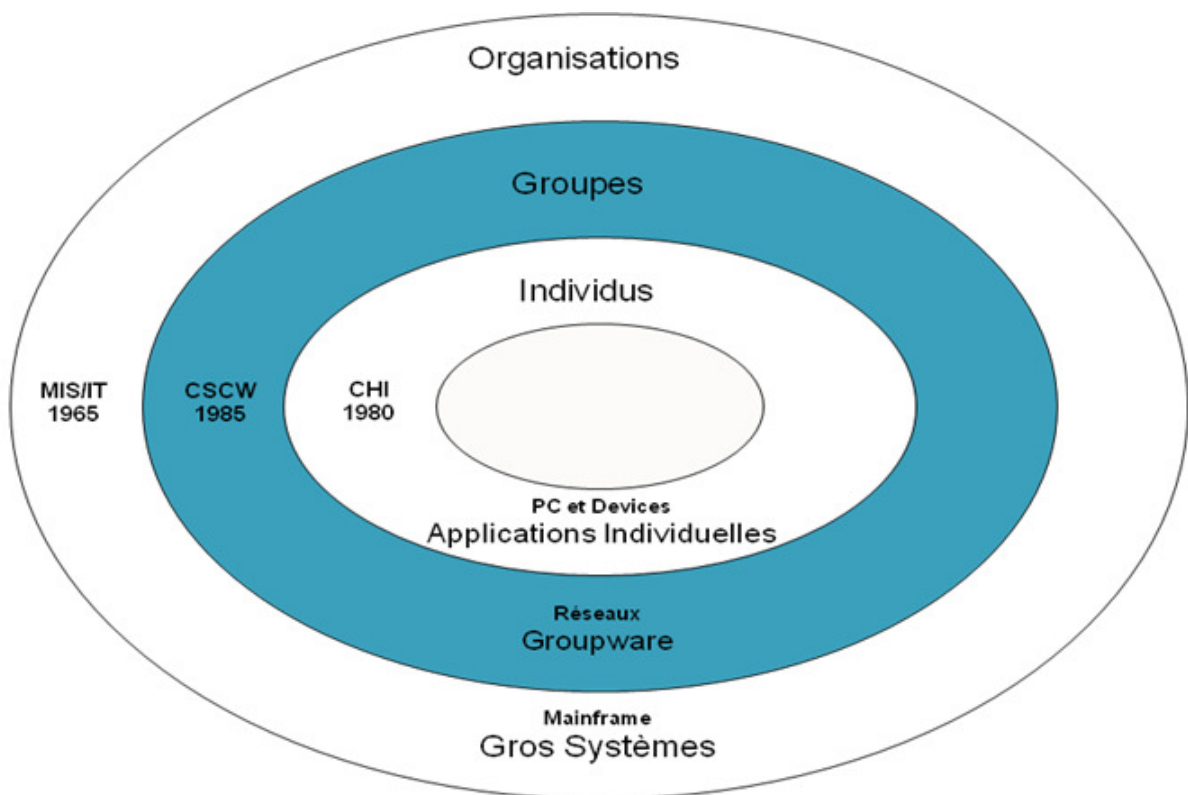 Organisations
Groupes
Individus
MIS/IT
1965
CSCW
1985
CHI
1980
PC et Devices
Applications Individuelles
Réseaux
Groupware
Mainframe
Gros Systèmes